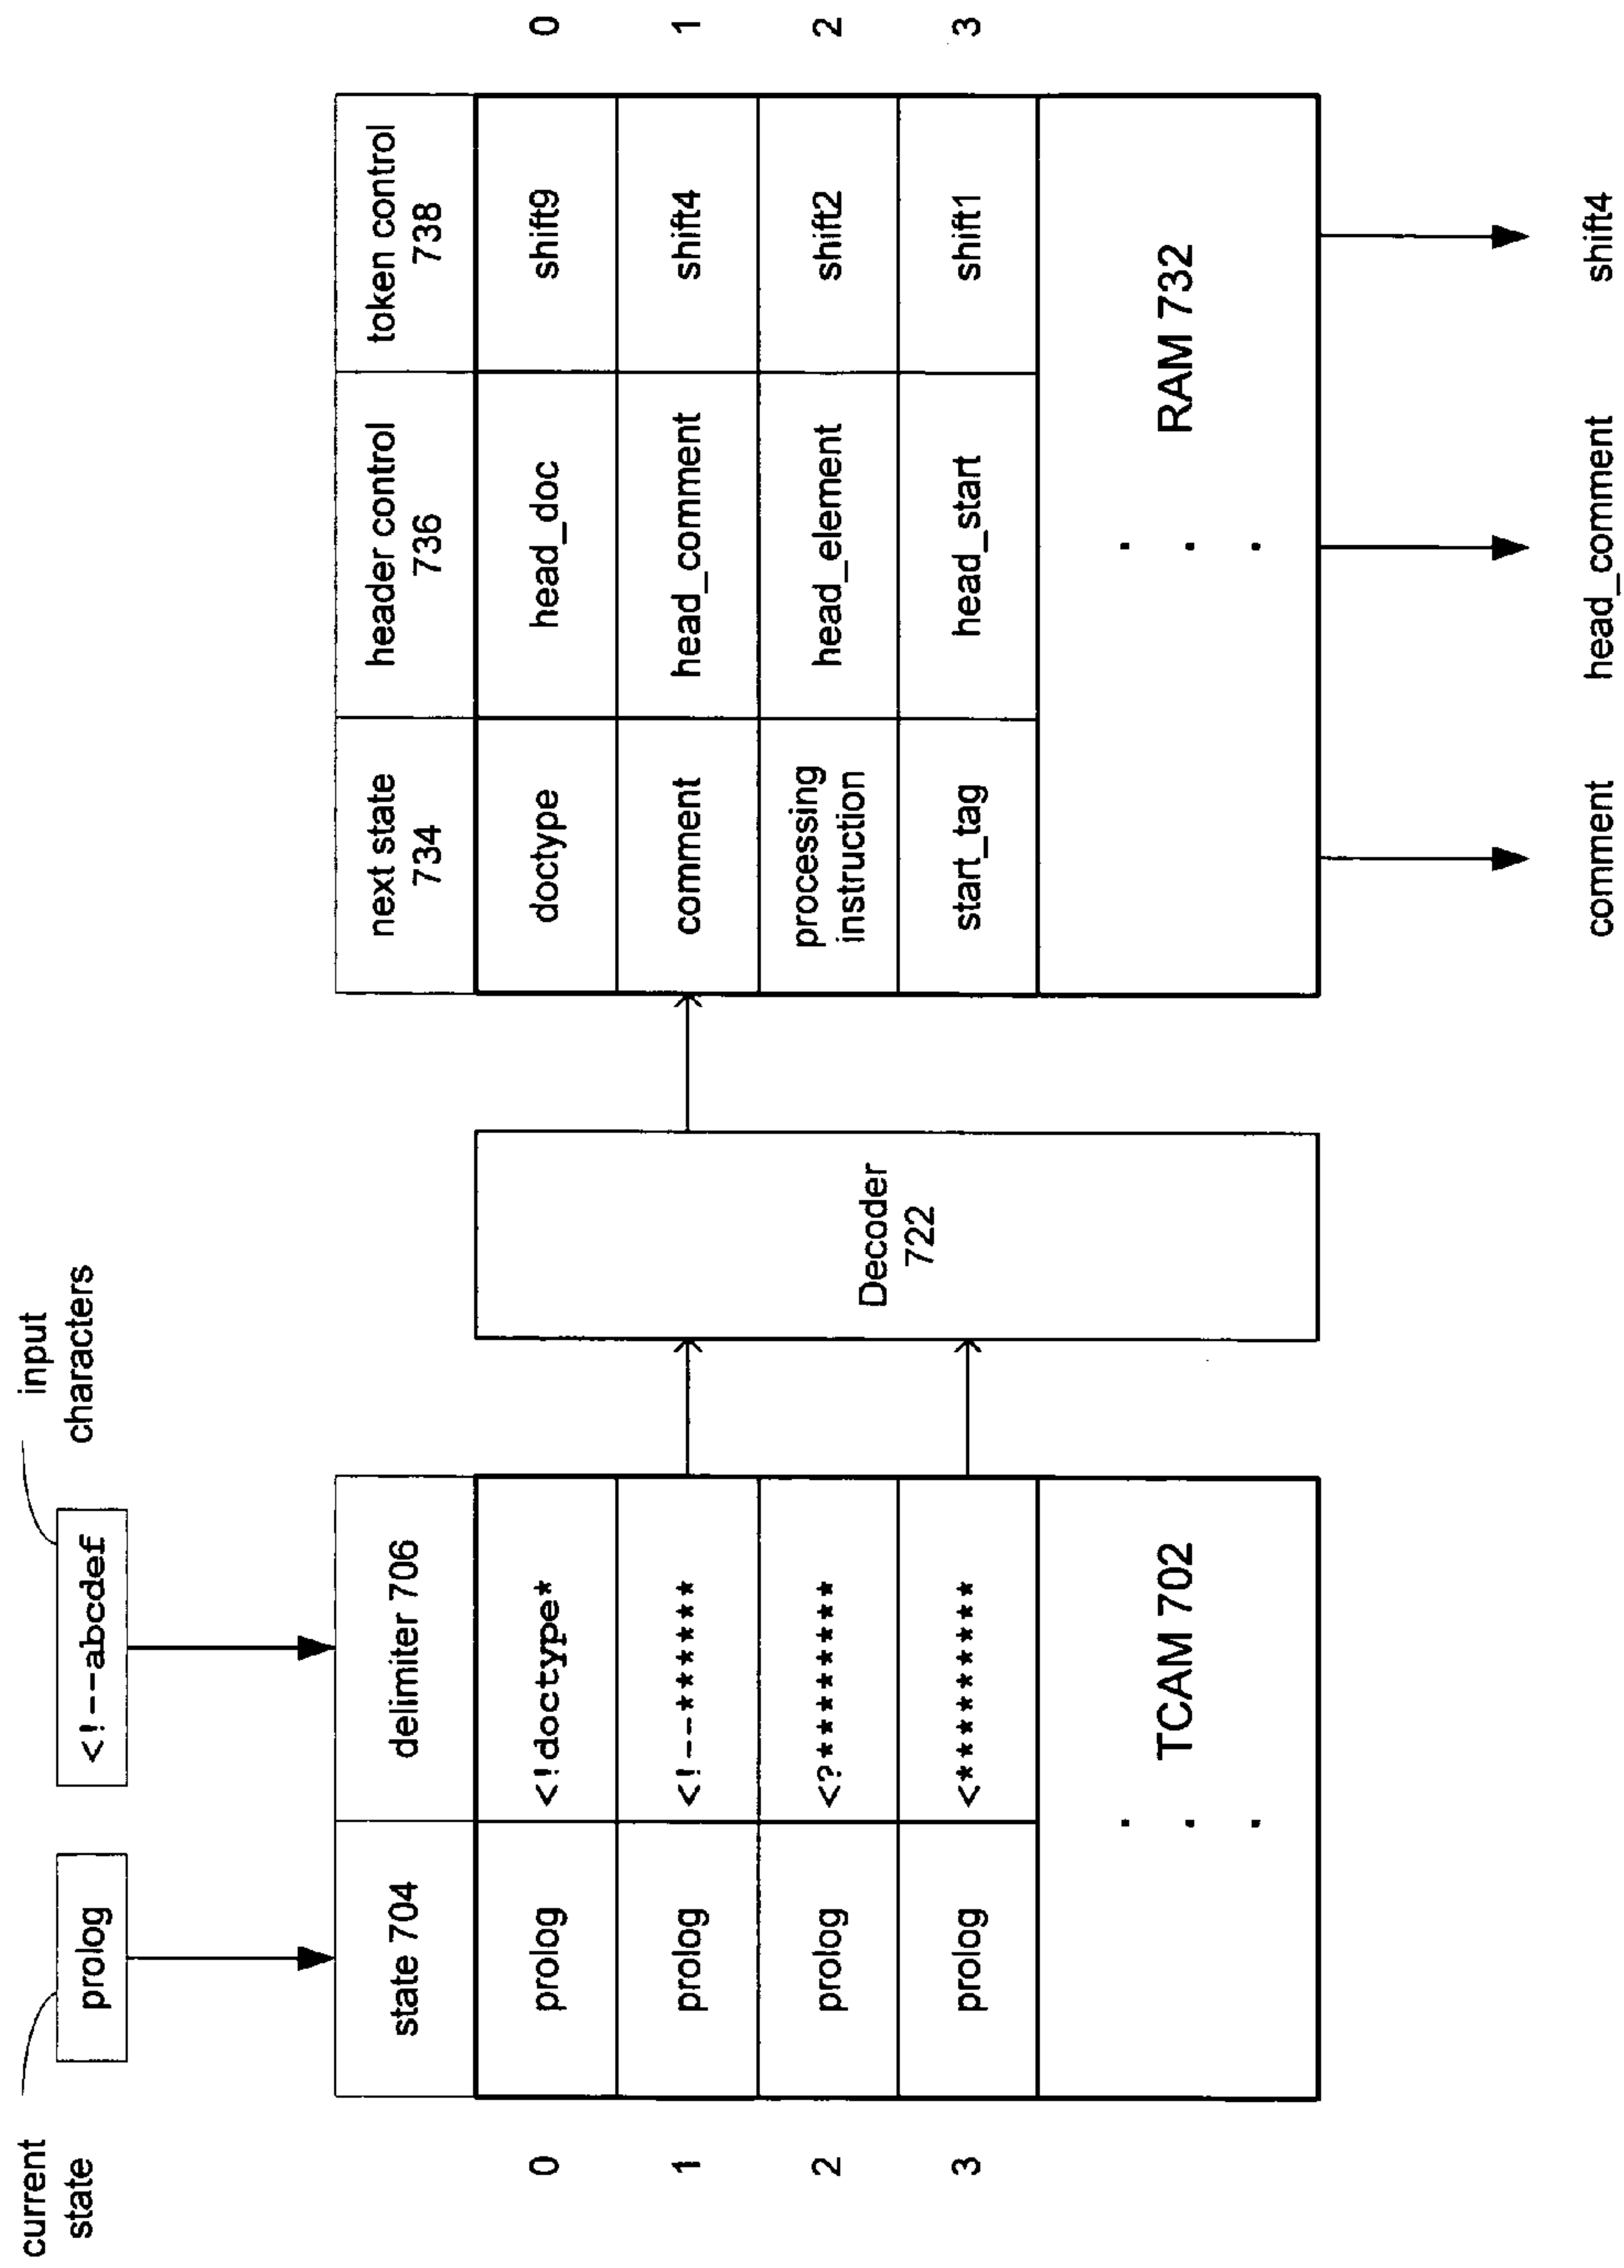 current
state
prolog
<!--abcdef
input
characters
state 704
delimiter 706
0
prolog
<!doctype*
1
prolog
<!--******
2
prolog
<?********
3
prolog
<*********
. . .
TCAM 702
Decoder
722
next state
734
header control
736
token control
738
doctype
head_doc
shift9
0
comment
head_comment
shift4
1
processing
instruction
head_element
shift2
2
start_tag
head_start
shift1
3
. . .
RAM 732
comment
head_comment
shift4